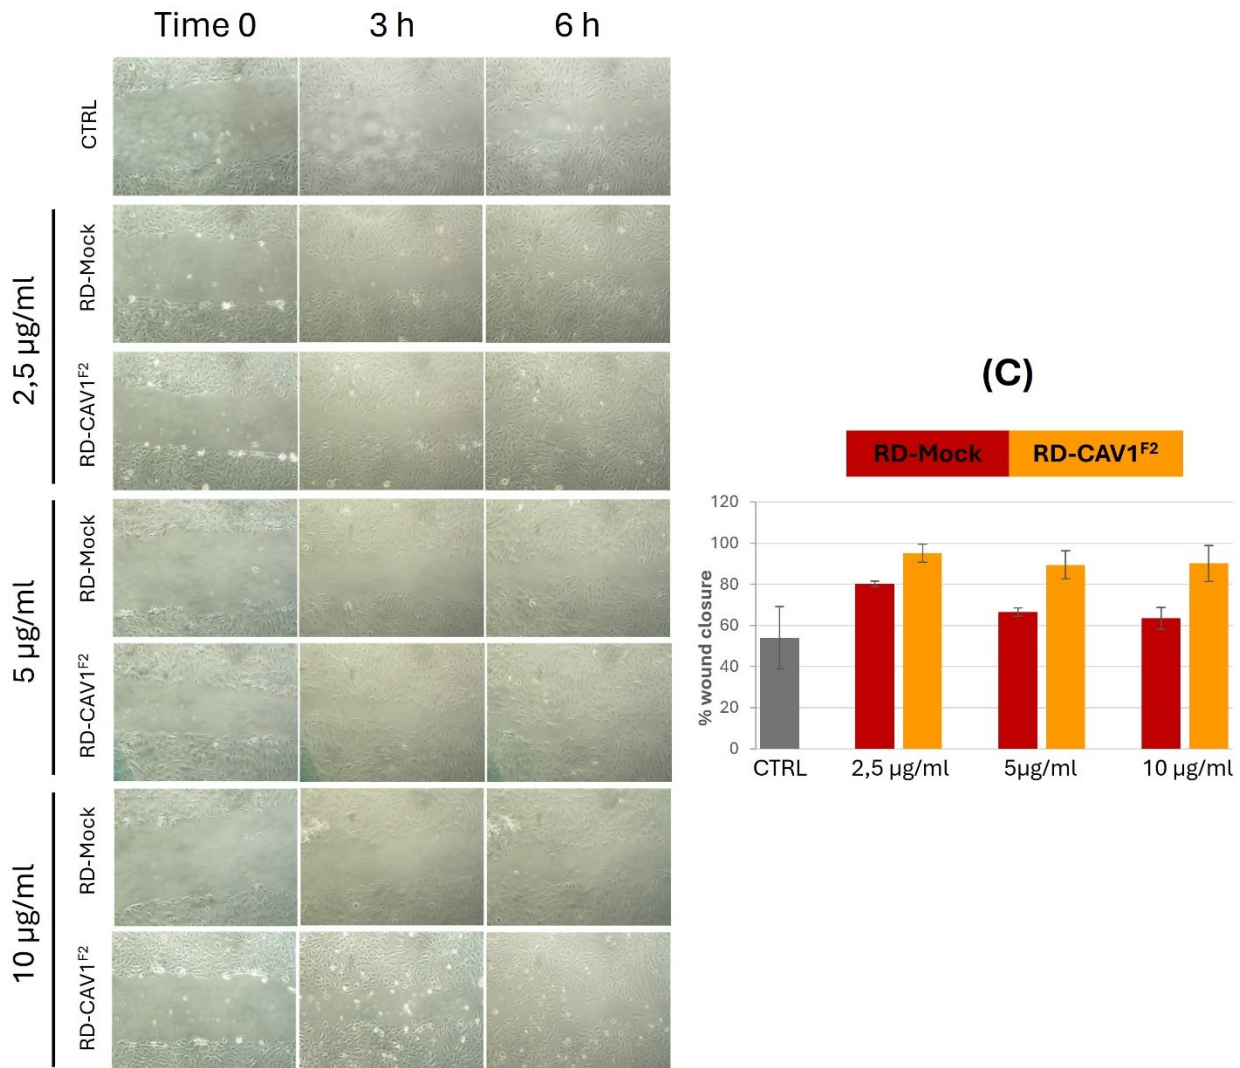 Time 0 3 h 6 h
CTRL
2,5 µg/ml
RD-Mock
RD-CAV1F2
5 µg/ml
RD-Mock
RD-CAV1F2
10 µg/ml
RD-Mock
RD-CAV1F2
(C)
RD-Mock RD-CAV1F2
% wound closure
120
100
80
60
40
20
0
CTRL 2,5 µg/ml 5µg/ml 10 µg/ml